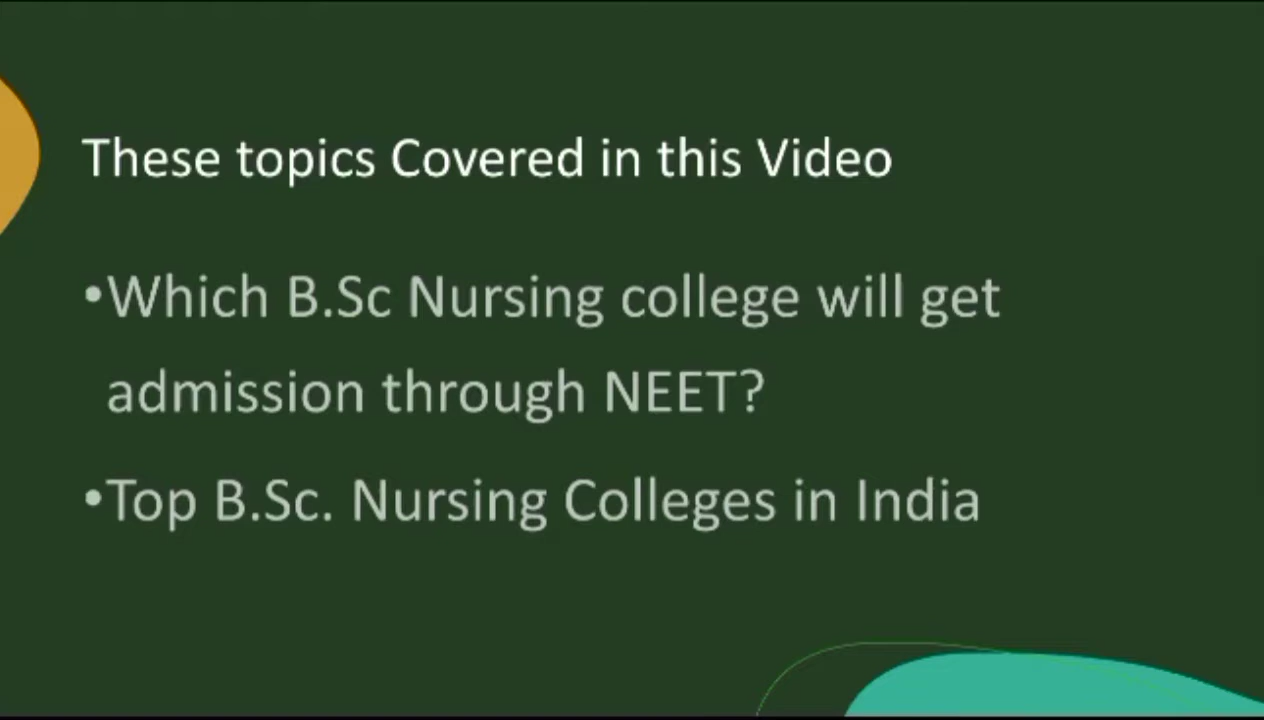 These topics Covered in this Video
•Which B.Sc Nursing college will get
admission through NEET?
•Top B.Sc. Nursing Colleges in India